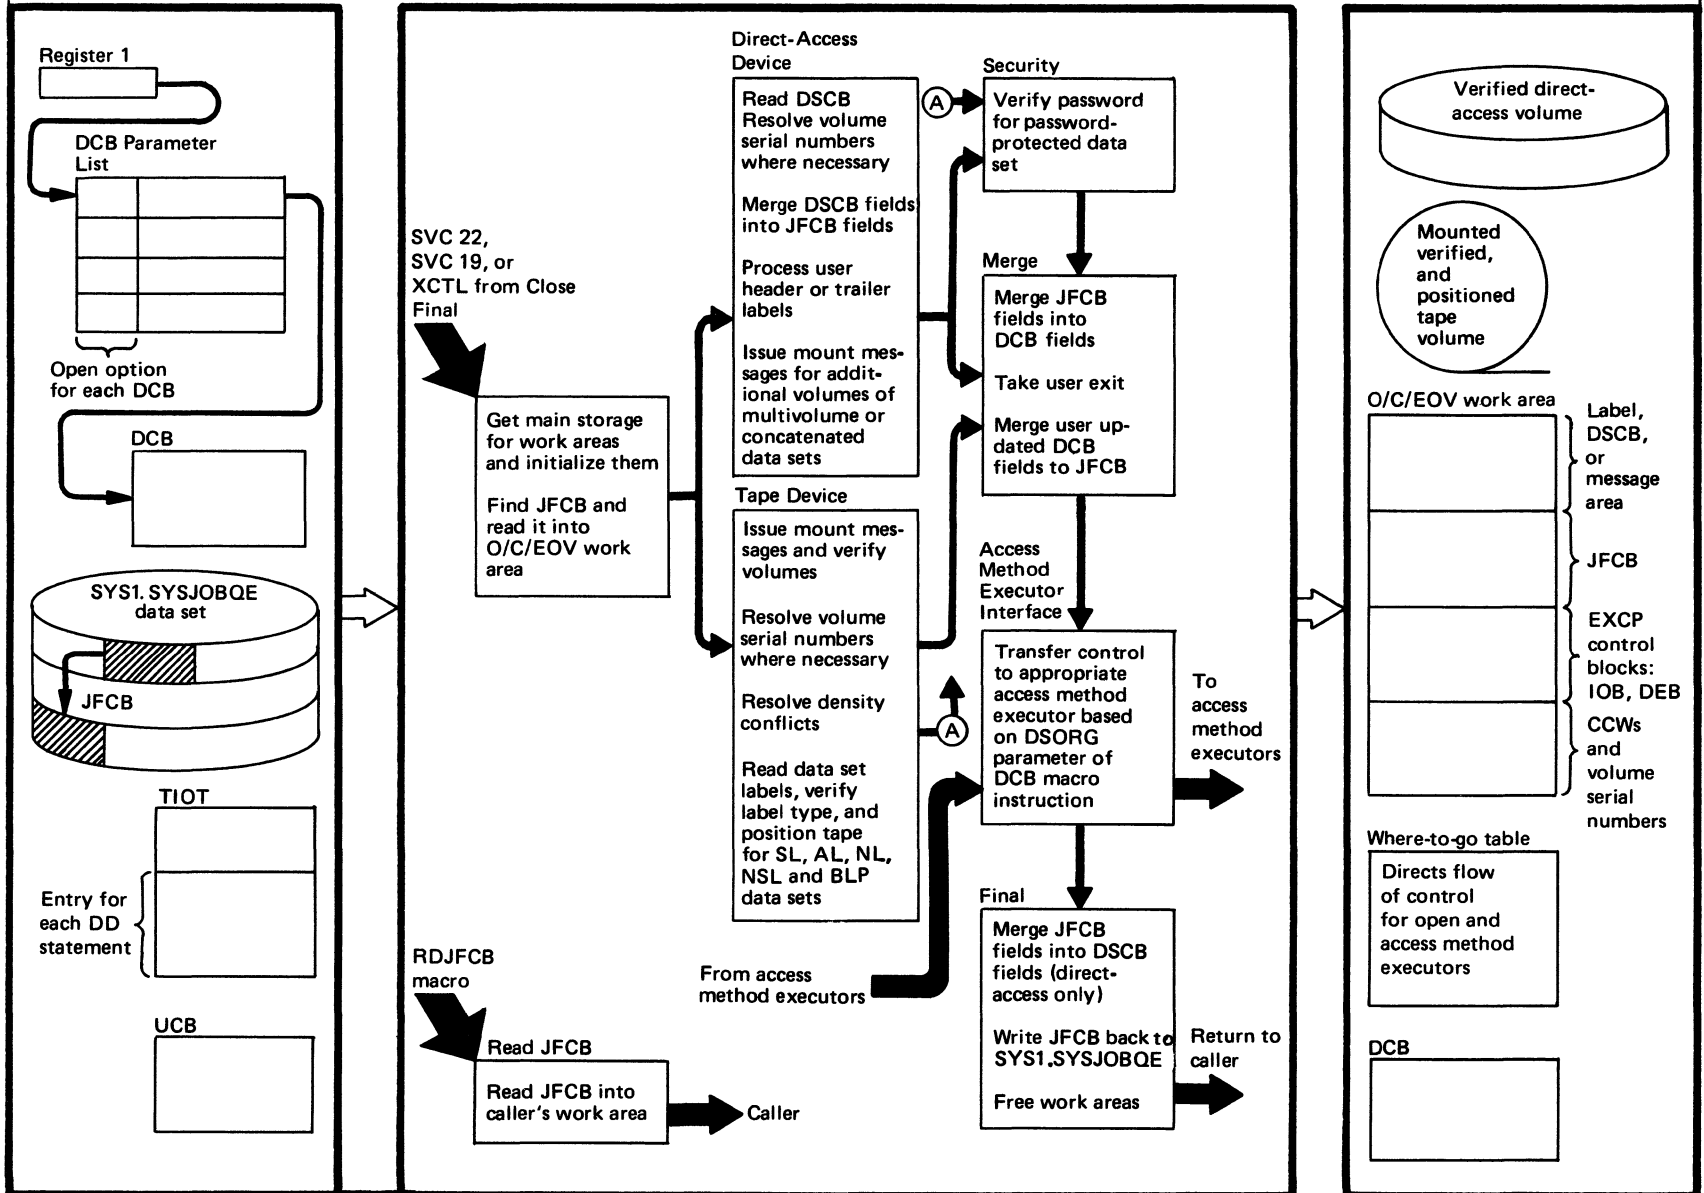 Register 1
DCB Parameter
List
Open option
for each DCB
DCB
SYS1.SYSJOBQE
data set
JFCB
TIOT
Entry for
each DD
statement
UCB
SVC 22,
SVC 19, or
XCTL from Close
Final
Get main storage
for work areas
and initialize them
Find JFCB and
read it into
O/C/EOV work
area
RDJFCB
macro
Read JFCB
Read JFCB into
caller's work area
Caller
Direct-Access
Device
Read DSCB
Resolve volume
serial numbers
where necessary
Merge DSCB fields
into JFCB fields
Process user
header or trailer
labels
Issue mount mes-
sages for addit-
ional volumes of
multivolume or
concatenated
data sets
Tape Device
Issue mount mes-
sages and verify
volumes
Resolve volume
serial numbers
where necessary
Resolve density
conflicts
Read data set
labels, verify
label type, and
position tape
for SL, AL, NL,
NSL and BLP
data sets
A
A
From access
method executors
Security
Verify password
for password-
protected data
set
Merge
Merge JFCB
fields into
DCB fields
Take user exit
Merge user up-
dated DCB
fields to JFCB
Access
Method
Executor
Interface
Transfer control
to appropriate
access method
executor based
on DSORG
parameter of
DCB macro
instruction
To
access
method
executors
Final
Merge JFCB
fields into DSCB
fields (direct-
access only)
Write JFCB back to
SYS1.SYSJOBQE
Free work areas
Return to
caller
Verified direct-
access volume
Mounted
verified,
and
positioned
tape
volume
O/C/EOV work area
Label,
DSCB,
or
message
area
JFCB
EXCP
control
blocks:
IOB, DEB
CCWs
and
volume
serial
numbers
Where-to-go table
Directs flow
of control
for open and
access method
executors
DCB